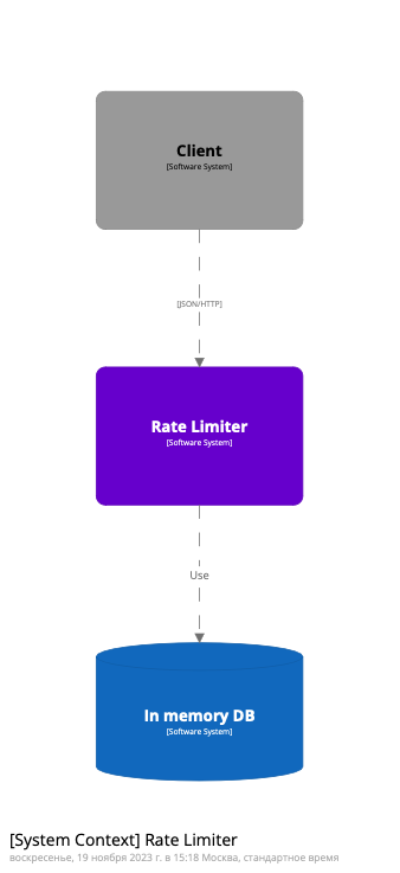 Client
[Software System]
[JSON/HTTP]
Rate Limiter
[Software System]
Use
In memory DB
[Software System]
[System Context] Rate Limiter
воскресенье, 19 ноября 2023 г. в 15:18 Москва, стандартное время